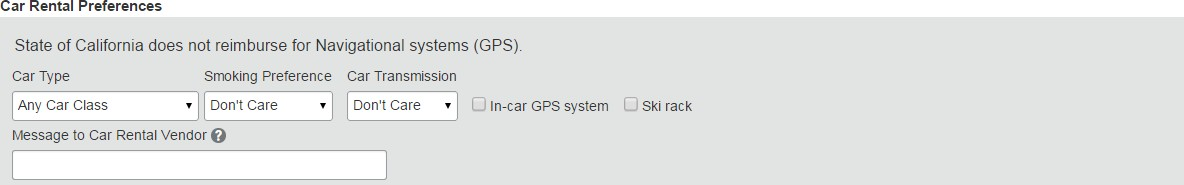 Car Rental Preferences
State of California does not reimburse for Navigational systems (GPS).
Car Type Smoking Preference Car Transmission
Any Car Class Don't Care Don't Care In-car GPS system Ski rack
Message to Car Rental Vendor ?